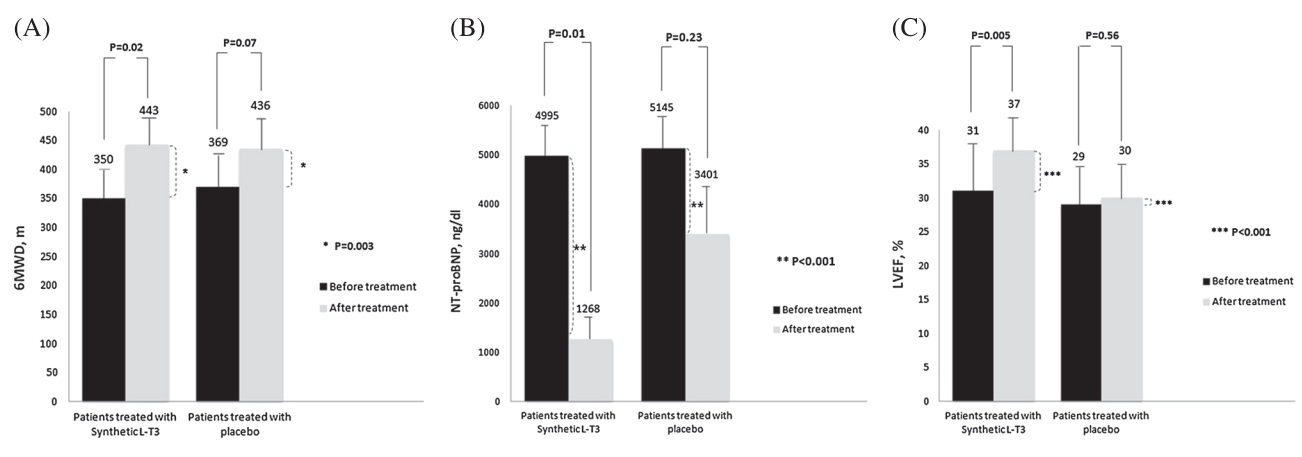 (A)
P=0.02
P=0.07
500
450
400
350
300
250
200
150
100
50
0
6MWD, m
350
443
369
436
*
*
* P=0.003
Before treatment
After treatment
Patients treated with
Synthetic L-T3
Patients treated with
placebo
(B)
P=0.01
P=0.23
6000
5000
4000
3000
2000
1000
0
NT-proBNP, ng/dl
4995
1268
5145
3401
**
**
** P<0.001
Before treatment
After treatment
Patients treated with
Synthetic L-T3
Patients treated with
placebo
(C)
P=0.005
P=0.56
40
35
30
25
20
15
10
5
0
LVEF, %
31
37
29
30
***
***
*** P<0.001
Before treatment
After treatment
Patients treated with
Synthetic L-T3
Patients treated with
placebo